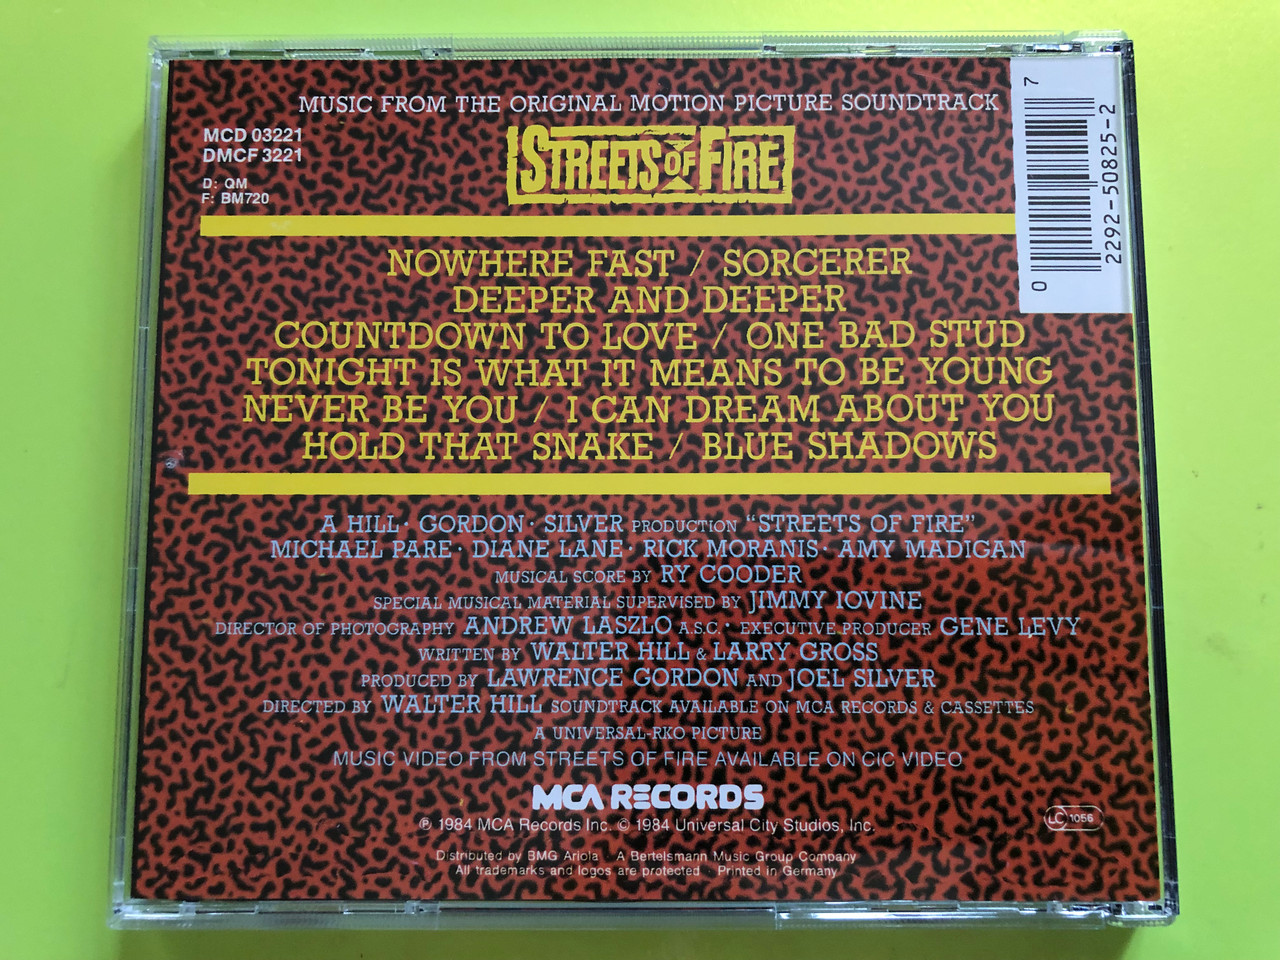 MUSIC FROM THE ORIGINAL MOTION PICTURE SOUNDTRACK
MCD 03221
DMCF 3221
D: QM
F: BM720
STREETS OF FIRE
7
2292-50825-2
0
NOWHERE FAST / SORCERER
DEEPER AND DEEPER
COUNTDOWN TO LOVE / ONE BAD STUD
TONIGHT IS WHAT IT MEANS TO BE YOUNG
NEVER BE YOU / I CAN DREAM ABOUT YOU
HOLD THAT SNAKE / BLUE SHADOWS
A HILL · GORDON · SILVER PRODUCTION "STREETS OF FIRE"
MICHAEL PARE · DIANE LANE · RICK MORANIS · AMY MADIGAN
MUSICAL SCORE BY RY COODER
SPECIAL MUSICAL MATERIAL SUPERVISED BY JIMMY IOVINE
DIRECTOR OF PHOTOGRAPHY ANDREW LASZLO A.S.C. · EXECUTIVE PRODUCER GENE LEVY
WRITTEN BY WALTER HILL & LARRY GROSS
PRODUCED BY LAWRENCE GORDON AND JOEL SILVER
DIRECTED BY WALTER HILL SOUNDTRACK AVAILABLE ON MCA RECORDS & CASSETTES
A UNIVERSAL-RKO PICTURE
MUSIC VIDEO FROM STREETS OF FIRE AVAILABLE ON CIC VIDEO
MCA RECORDS
℗ 1984 MCA Records Inc. © 1984 Universal City Studios, Inc.
LC 1056
Distributed by BMG Ariola · A Bertelsmann Music Group Company
All trademarks and logos are protected · Printed in Germany